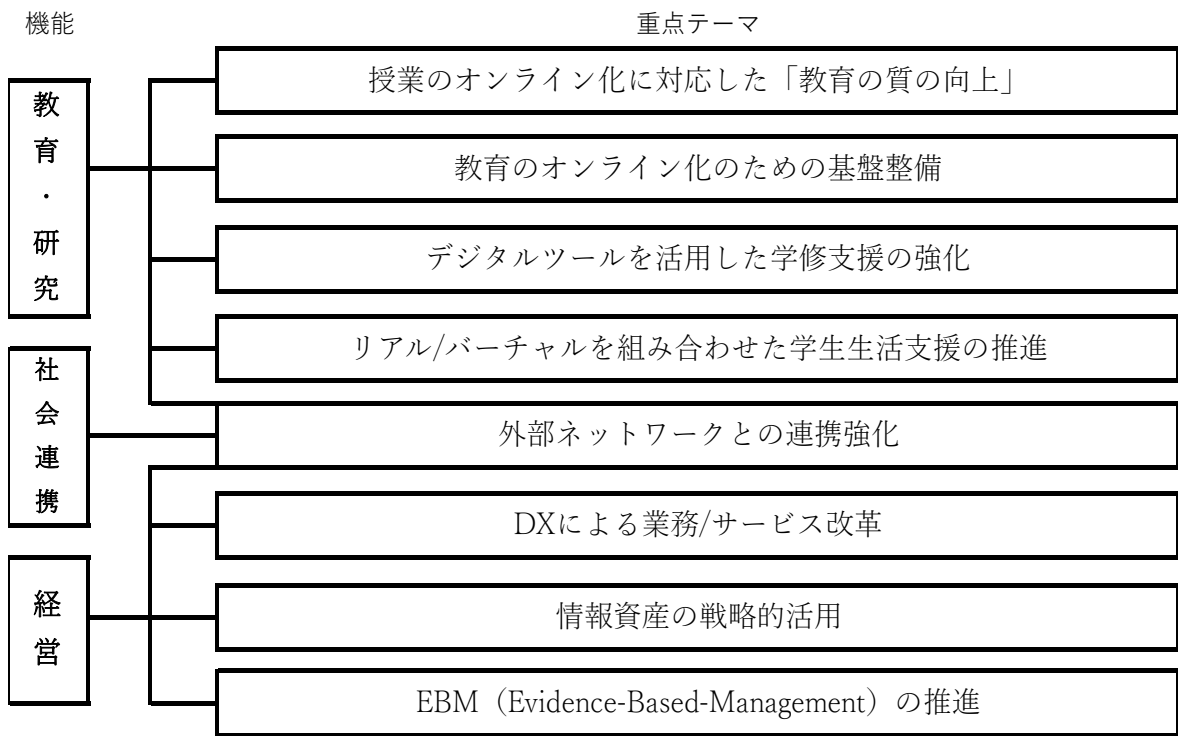 機能
重点テーマ
教育・研究
授業のオンライン化に対応した「教育の質の向上」
教育のオンライン化のための基盤整備
デジタルツールを活用した学修支援の強化
リアル/バーチャルを組み合わせた学生生活支援の推進
社会連携
外部ネットワークとの連携強化
DXによる業務/サービス改革
経営
情報資産の戦略的活用
EBM（Evidence-Based-Management）の推進